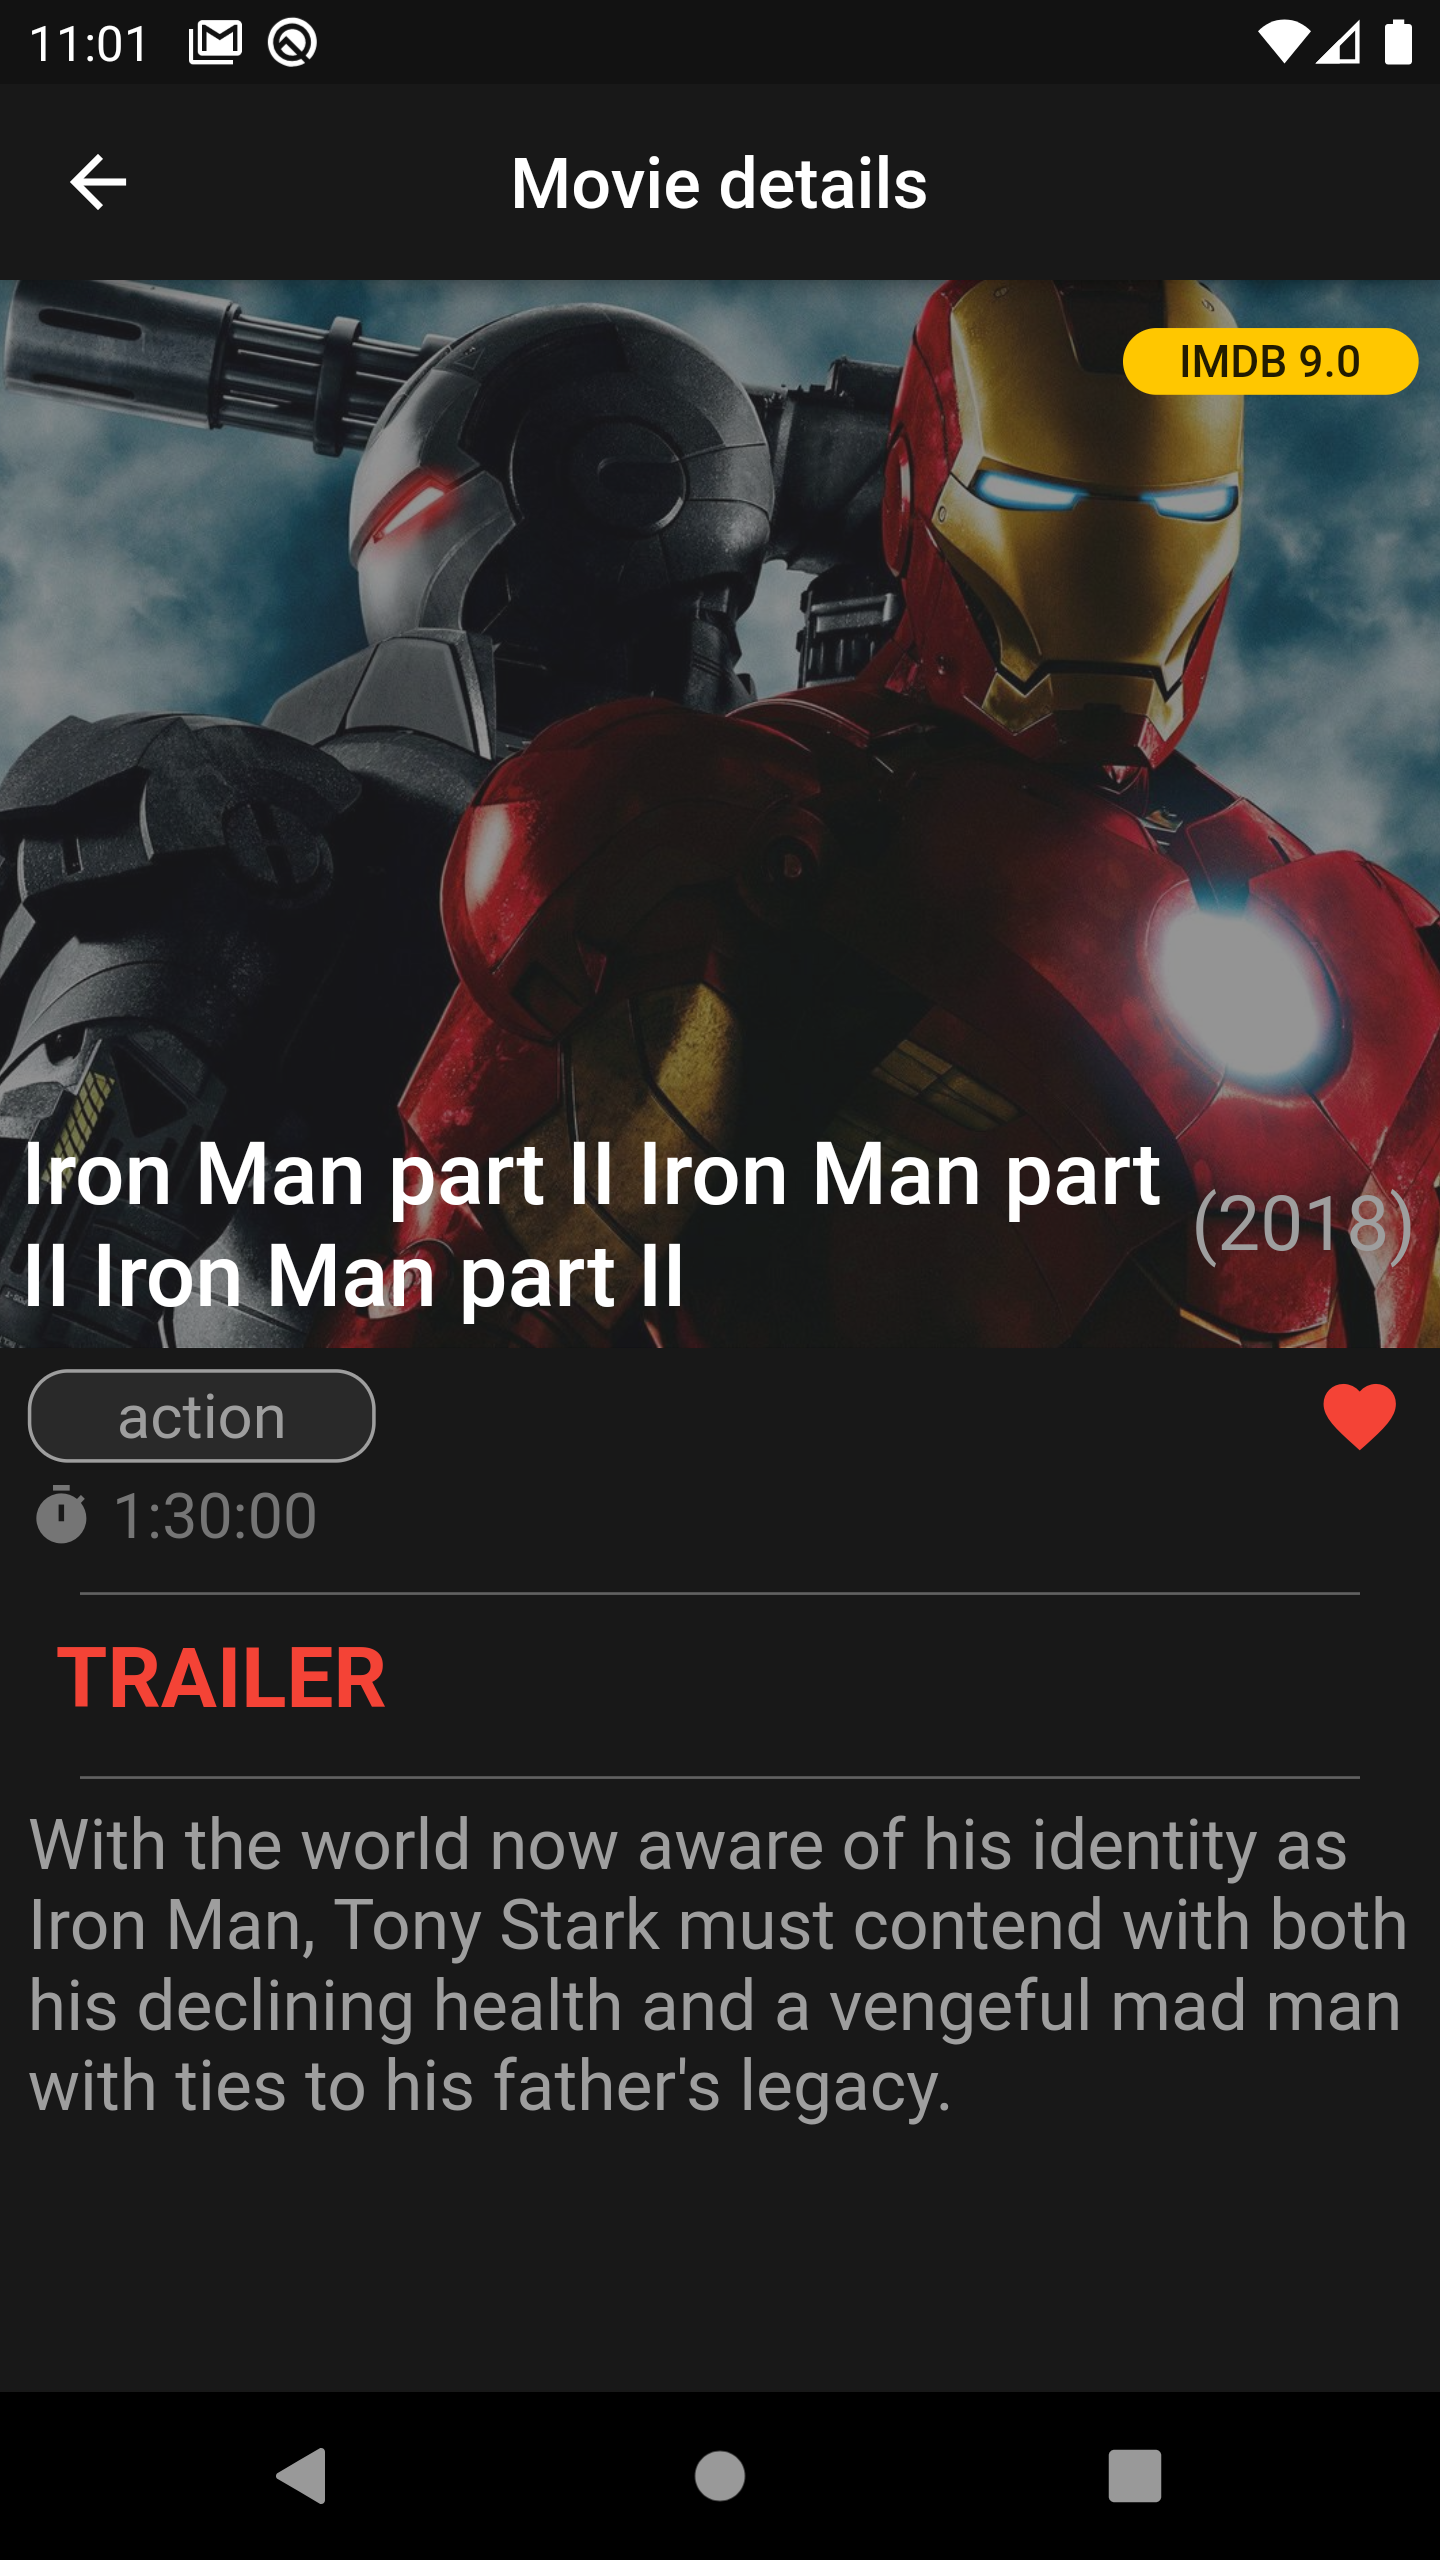 11:01
Movie details
IMDB 9.0
Iron Man part II Iron Man part
II Iron Man part II
(2018)
action
1:30:00
TRAILER
With the world now aware of his identity as
Iron Man, Tony Stark must contend with both
his declining health and a vengeful mad man
with ties to his father's legacy.